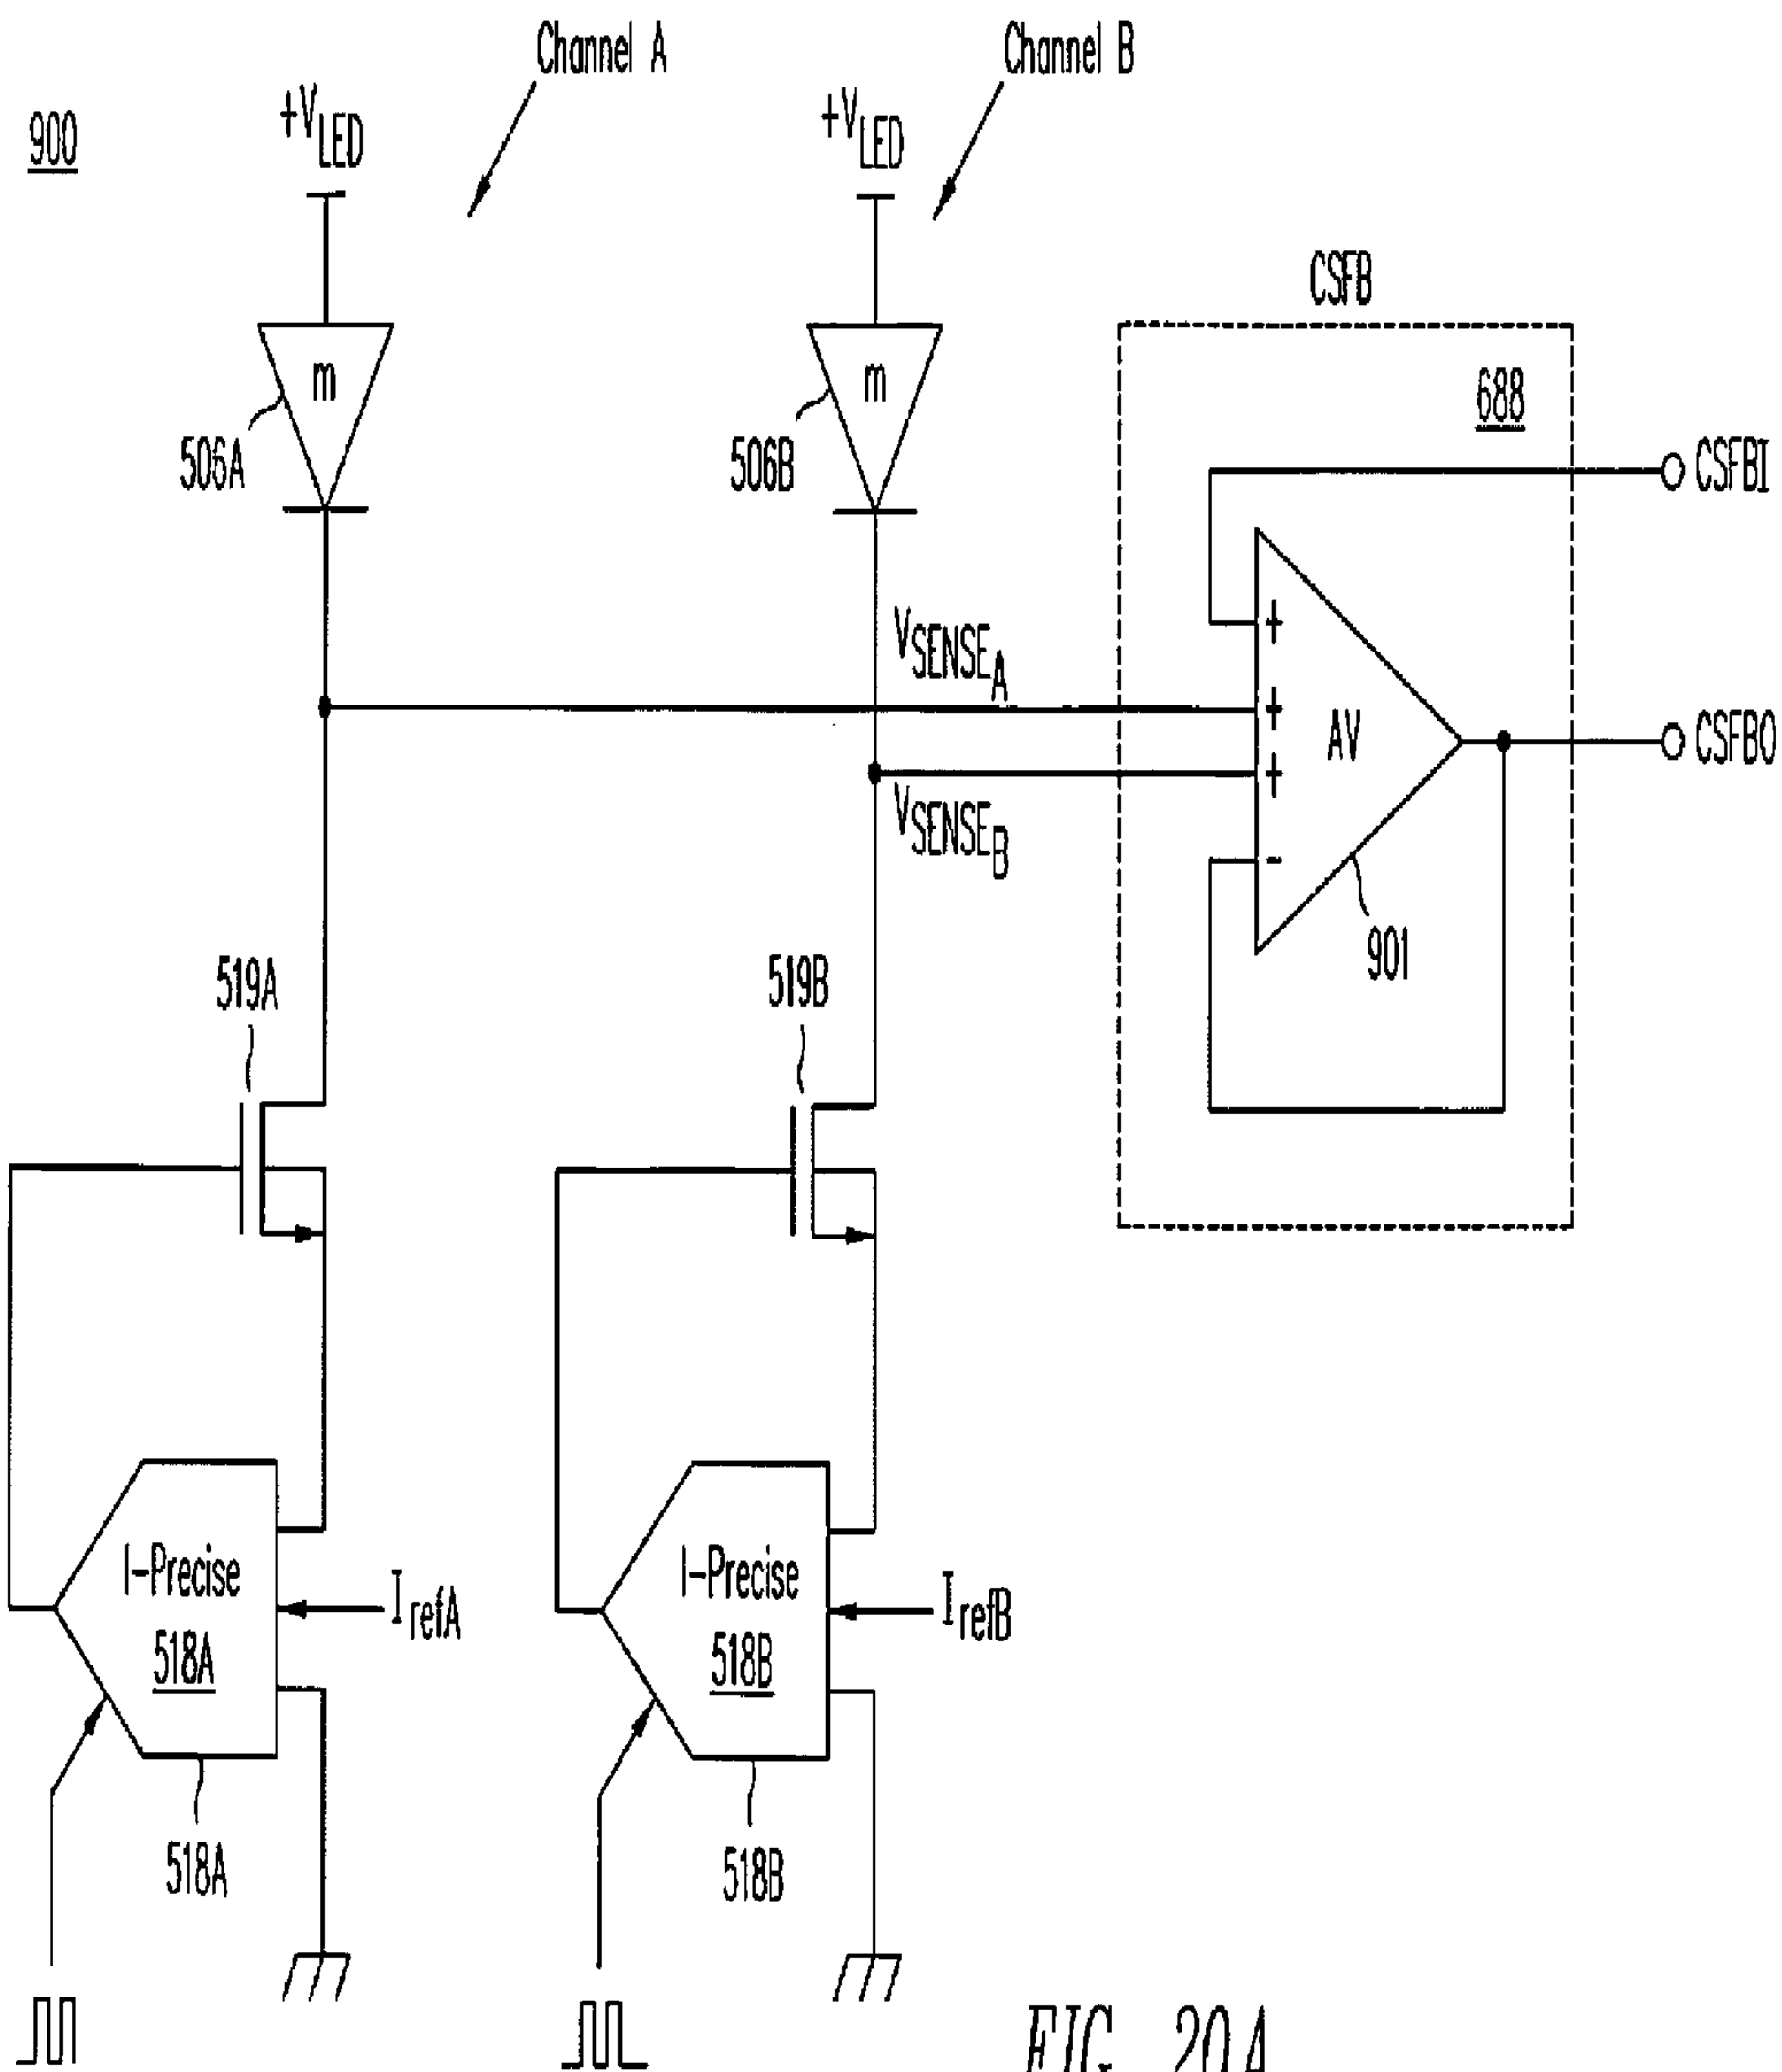 900
Channel A
Channel B
+VLED
+VLED
CSFB
688
m
m
506A
506B
CSFBI
VSENSEA
+
+
+
-
AV
CSFBO
VSENSEB
901
519A
519B
I-Precise
518A
IrefA
I-Precise
518B
IrefB
518A
518B
FIG. 20A